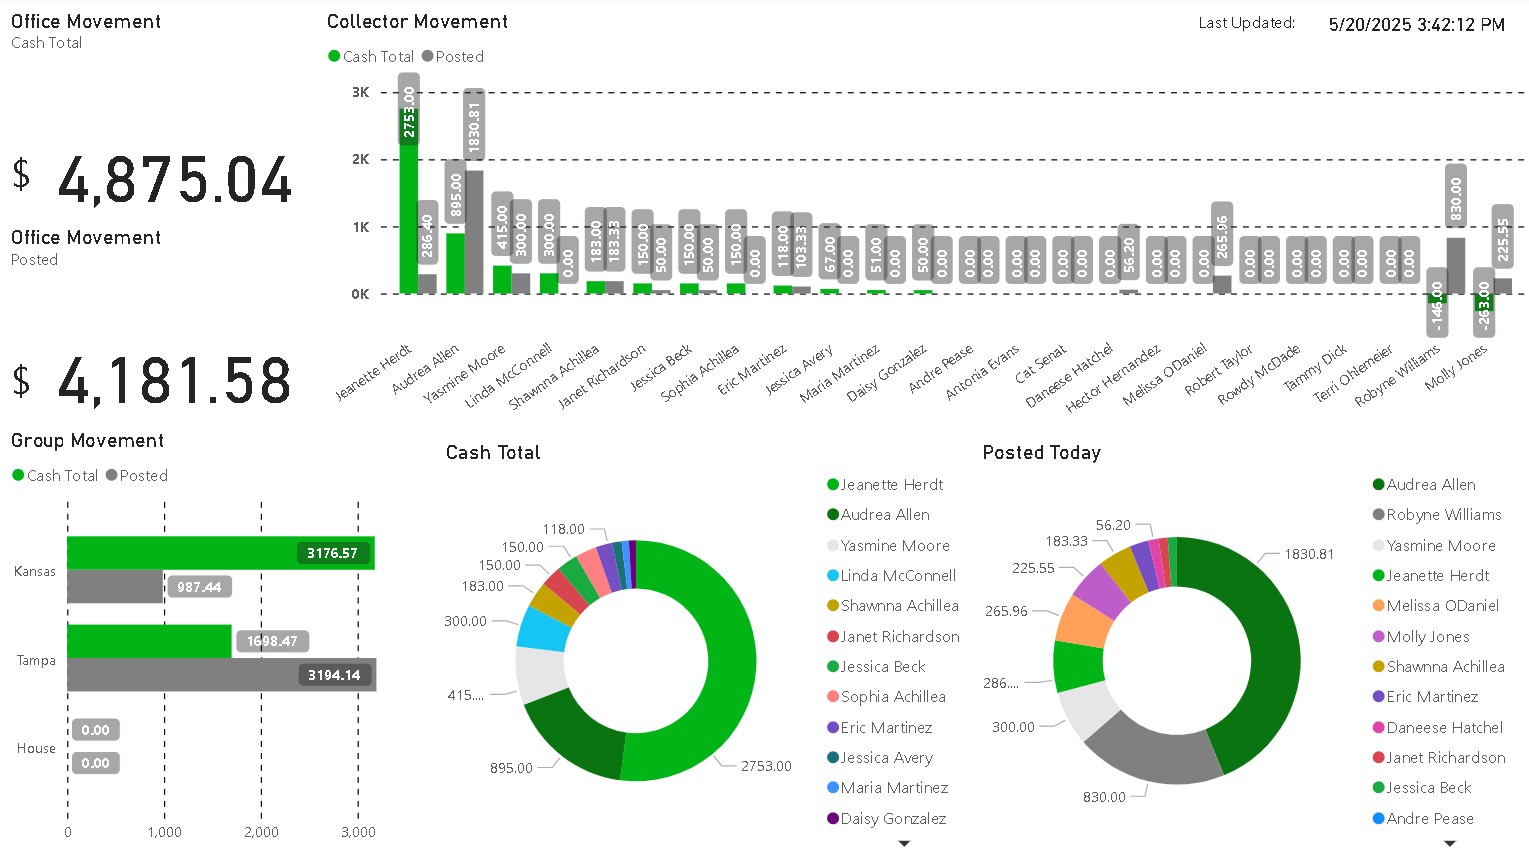 Office Movement
Cash Total
$ 4,875.04
Office Movement
Posted
$ 4,181.58
Collector Movement
Last Updated: 5/20/2025 3:42:12 PM
Cash Total Posted
3K
2K
1K
0K
2753.00 286.40 895.00 1830.81 415.00 300.00 300.00 0.00 183.00 183.33 150.00 50.00 150.00 50.00 150.00 0.00 118.00 103.33 67.00 0.00 51.00 0.00 50.00 0.00 0.00 0.00 0.00 0.00 0.00 0.00 0.00 56.20 0.00 0.00 0.00 265.96 0.00 0.00 0.00 0.00 0.00 0.00 0.00 0.00 -146.00 830.00 -263.00 225.55
Jeanette Herdt
Audrea Allen
Yasmine Moore
Linda McConnell
Shawnna Achillea
Janet Richardson
Jessica Beck
Sophia Achillea
Eric Martinez
Jessica Avery
Maria Martinez
Daisy Gonzalez
Andre Pease
Antonia Evans
Cat Senat
Daneese Hatchel
Hector Hernandez
Melissa ODaniel
Robert Taylor
Rowdy McDade
Tammy Dick
Terri Ohlemeier
Robyne Williams
Molly Jones
Group Movement
Cash Total Posted
Kansas
3176.57
987.44
Tampa
1698.47
3194.14
House
0.00
0.00
0 1,000 2,000 3,000
Cash Total
118.00
150.00
150.00
183.00
300.00
415....
895.00
2753.00
Jeanette Herdt
Audrea Allen
Yasmine Moore
Linda McConnell
Shawnna Achillea
Janet Richardson
Jessica Beck
Sophia Achillea
Eric Martinez
Jessica Avery
Maria Martinez
Daisy Gonzalez
Posted Today
56.20
183.33
225.55
265.96
286....
300.00
830.00
1830.81
Audrea Allen
Robyne Williams
Yasmine Moore
Jeanette Herdt
Melissa ODaniel
Molly Jones
Shawnna Achillea
Eric Martinez
Daneese Hatchel
Janet Richardson
Jessica Beck
Andre Pease